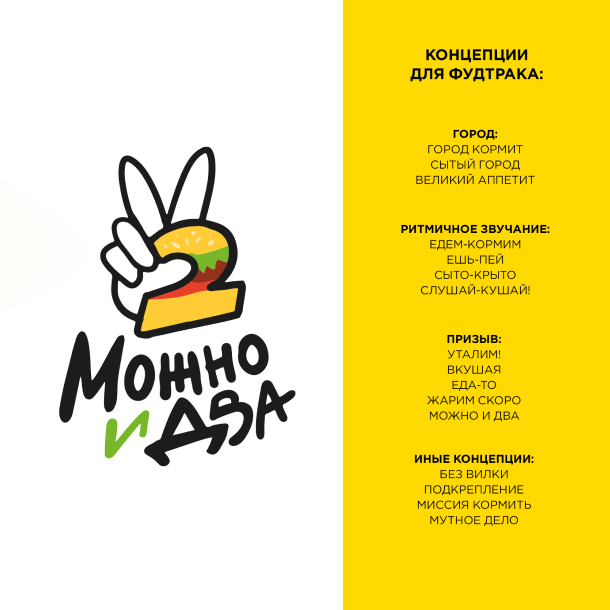 Можно
и ДВА
КОНЦЕПЦИИ
ДЛЯ ФУДТРАКА:
ГОРОД:
ГОРОД КОРМИТ
СЫТЫЙ ГОРОД
ВЕЛИКИЙ АППЕТИТ
РИТМИЧНОЕ ЗВУЧАНИЕ:
ЕДЕМ-КОРМИМ
ЕШЬ-ПЕЙ
СЫТО-КРЫТО
СЛУШАЙ-КУШАЙ!
ПРИЗЫВ:
УТАЛИМ!
ВКУШАЯ
ЕДА-ТО
ЖАРИМ СКОРО
МОЖНО И ДВА
ИНЫЕ КОНЦЕПЦИИ:
БЕЗ ВИЛКИ
ПОДКРЕПЛЕНИЕ
МИССИЯ КОРМИТЬ
МУТНОЕ ДЕЛО